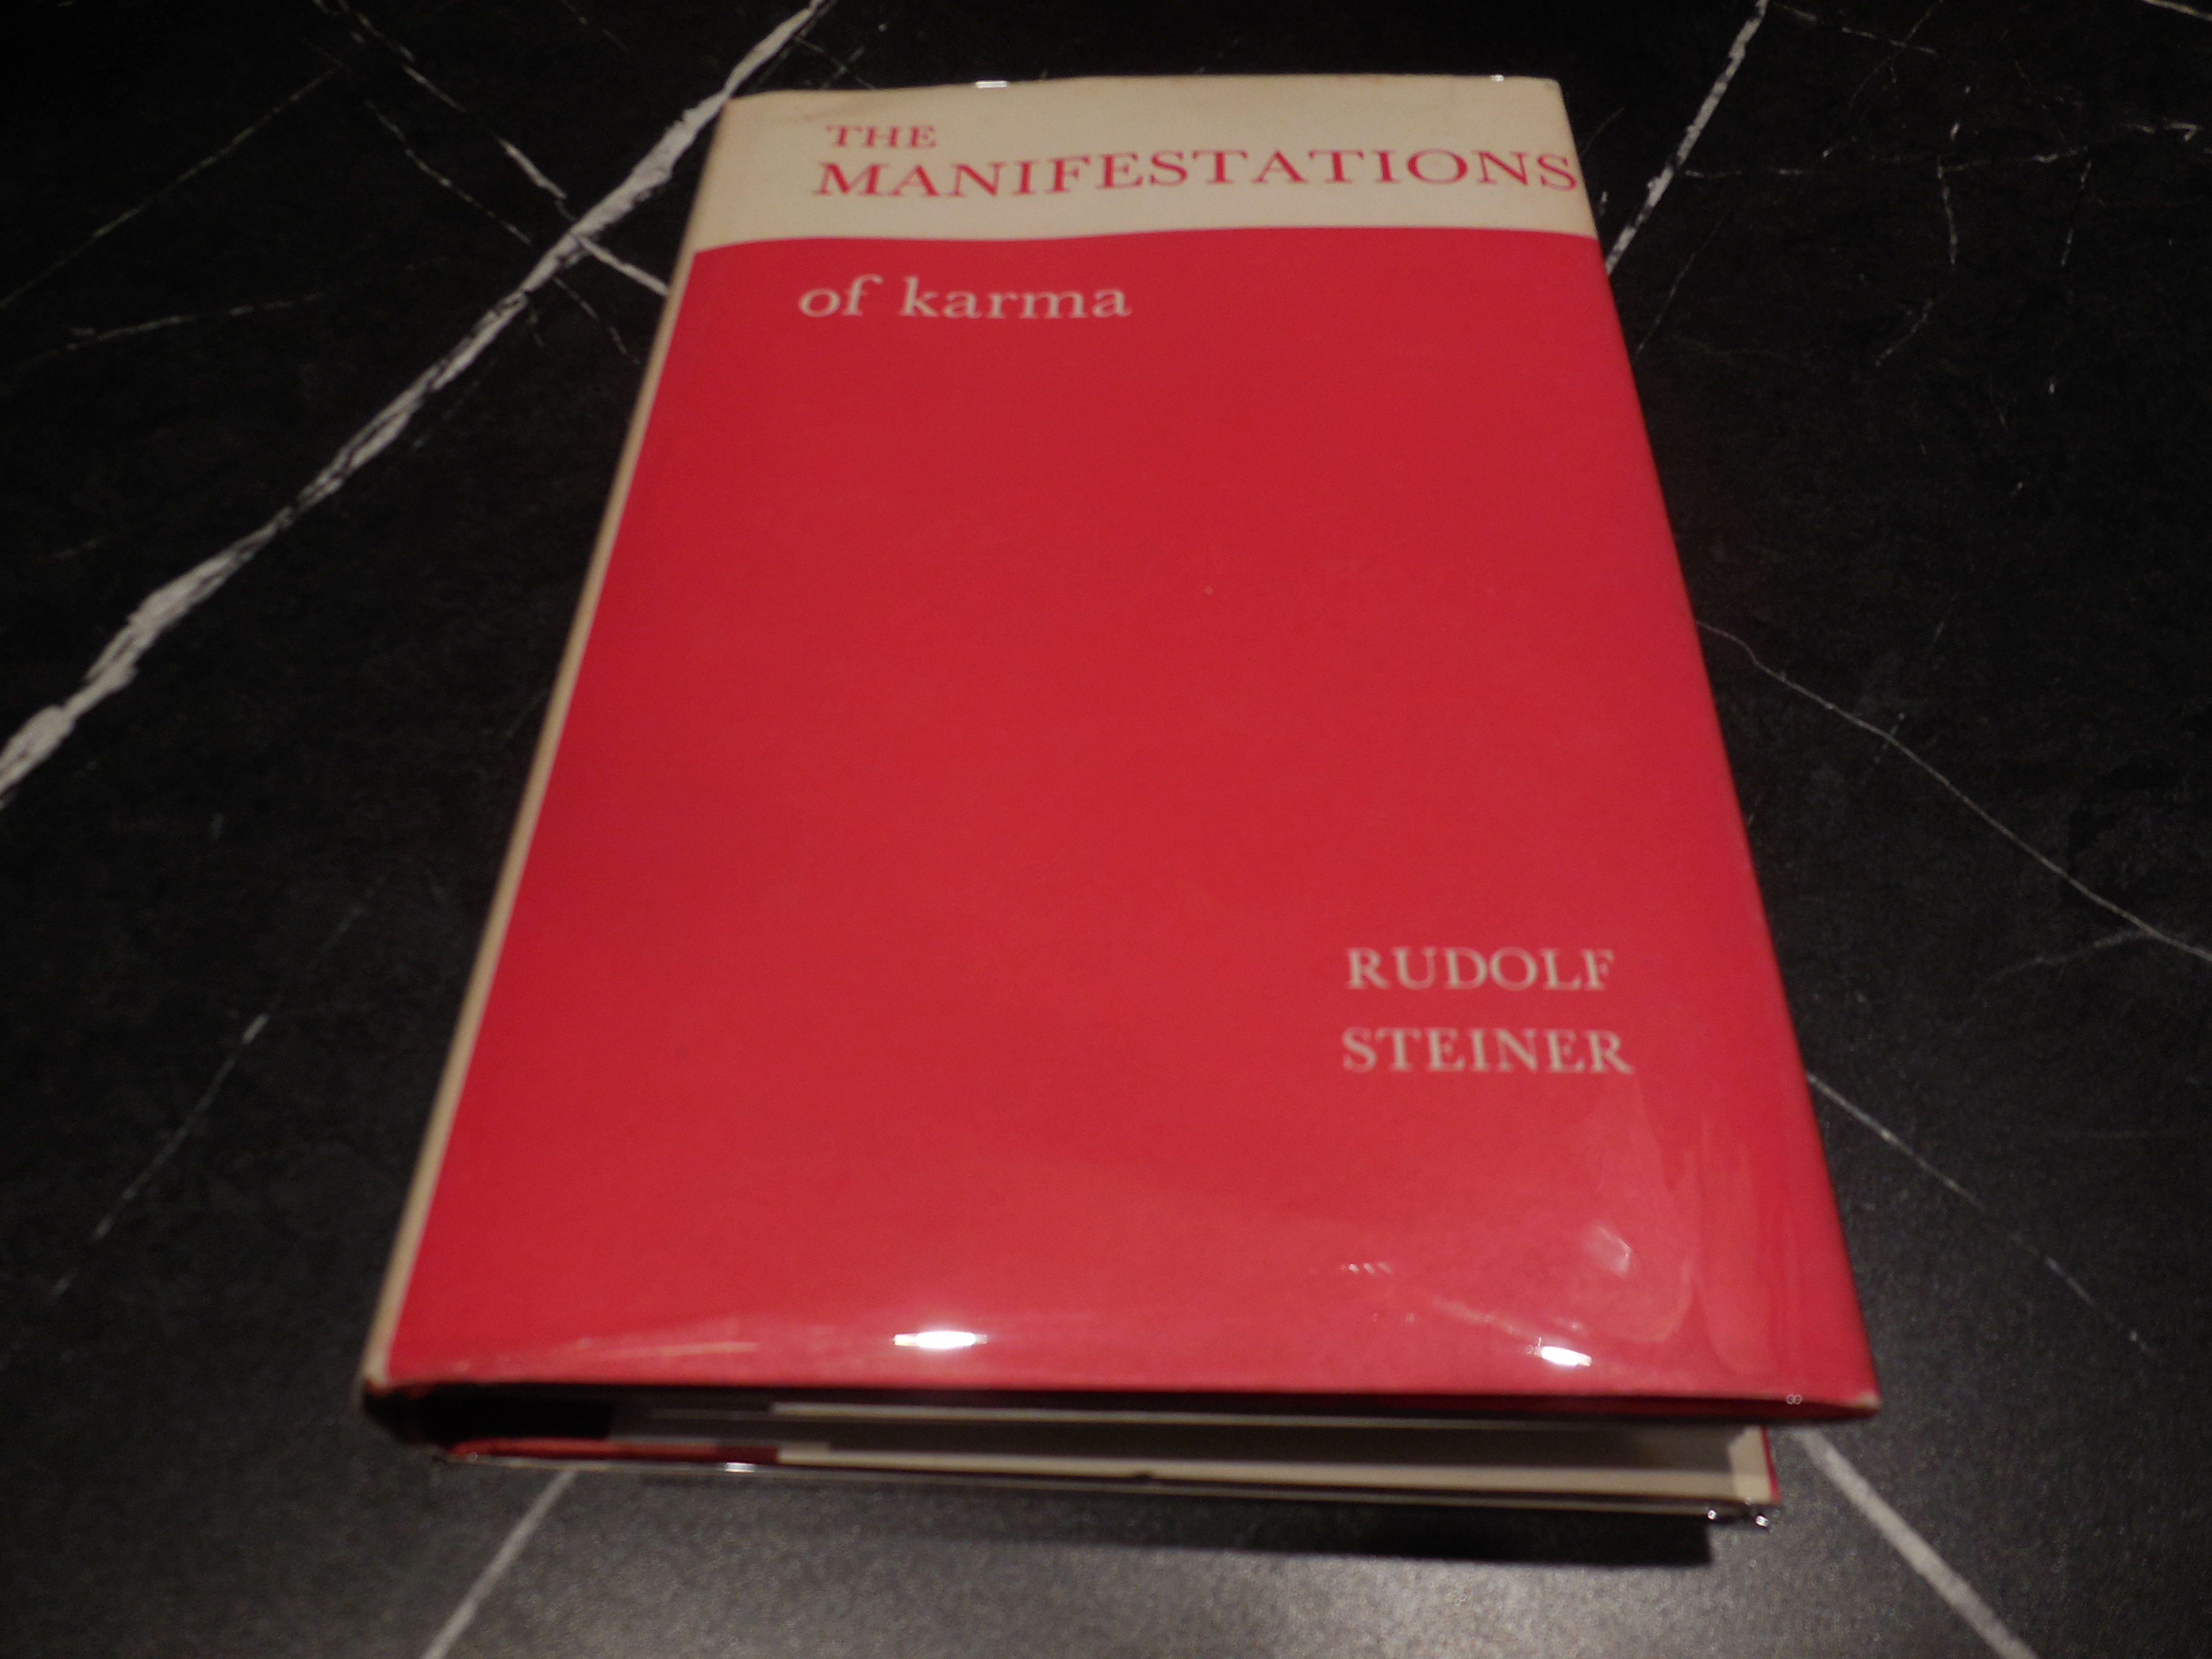 THE
MANIFESTATIONS
of karma
RUDOLF
STEINER